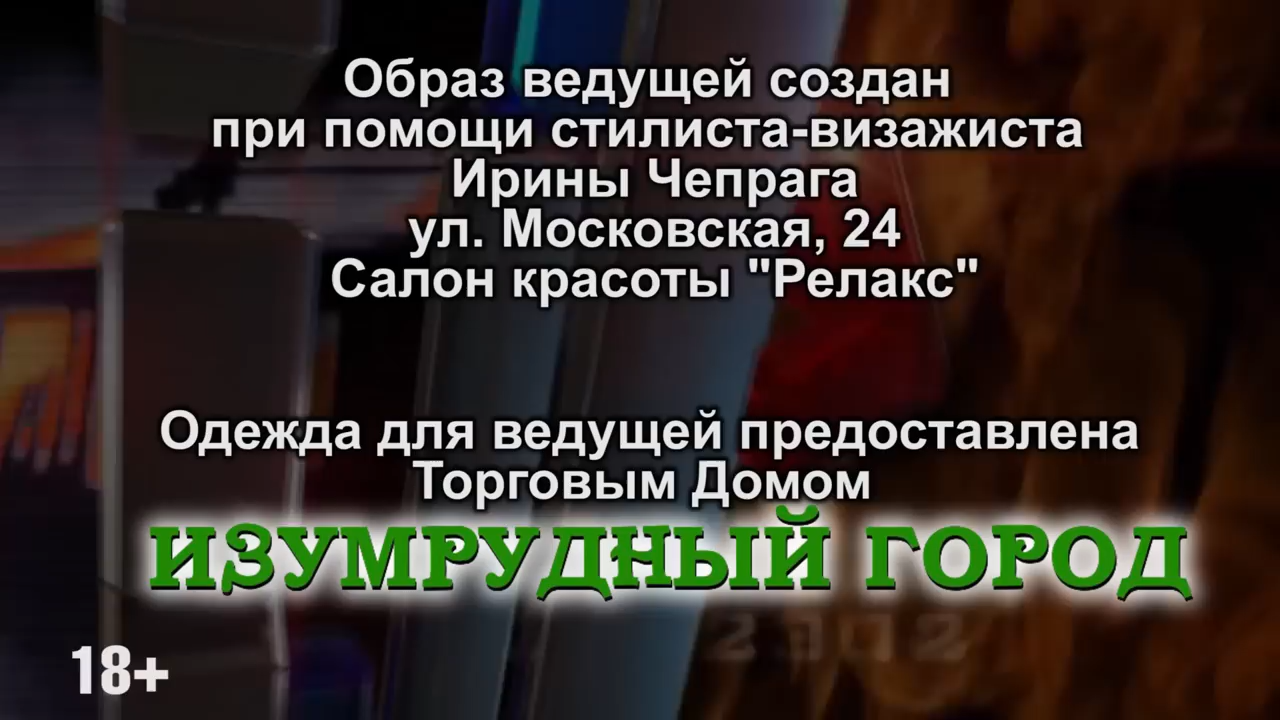 Образ ведущей создан
при помощи стилиста-визажиста
Ирины Чепрага
ул. Московская, 24
Салон красоты "Релакс"
Одежда для ведущей предоставлена
Торговым Домом
ИЗУМРУДНЫЙ ГОРОД
18+